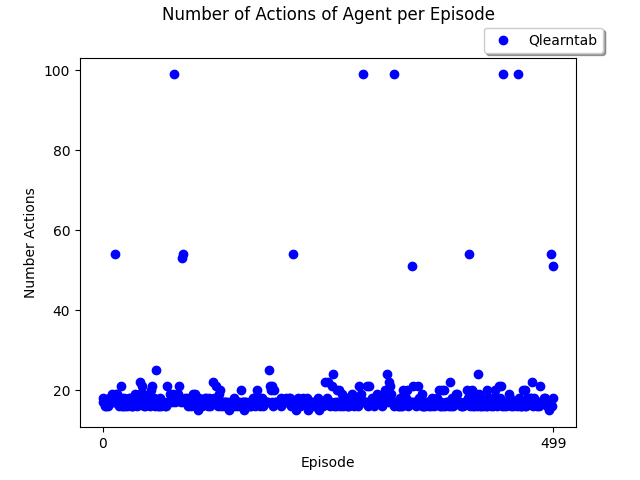 Number of Actions of Agent per Episode
Qlearntab
100
80
60
40
20
Number Actions
0
499
Episode